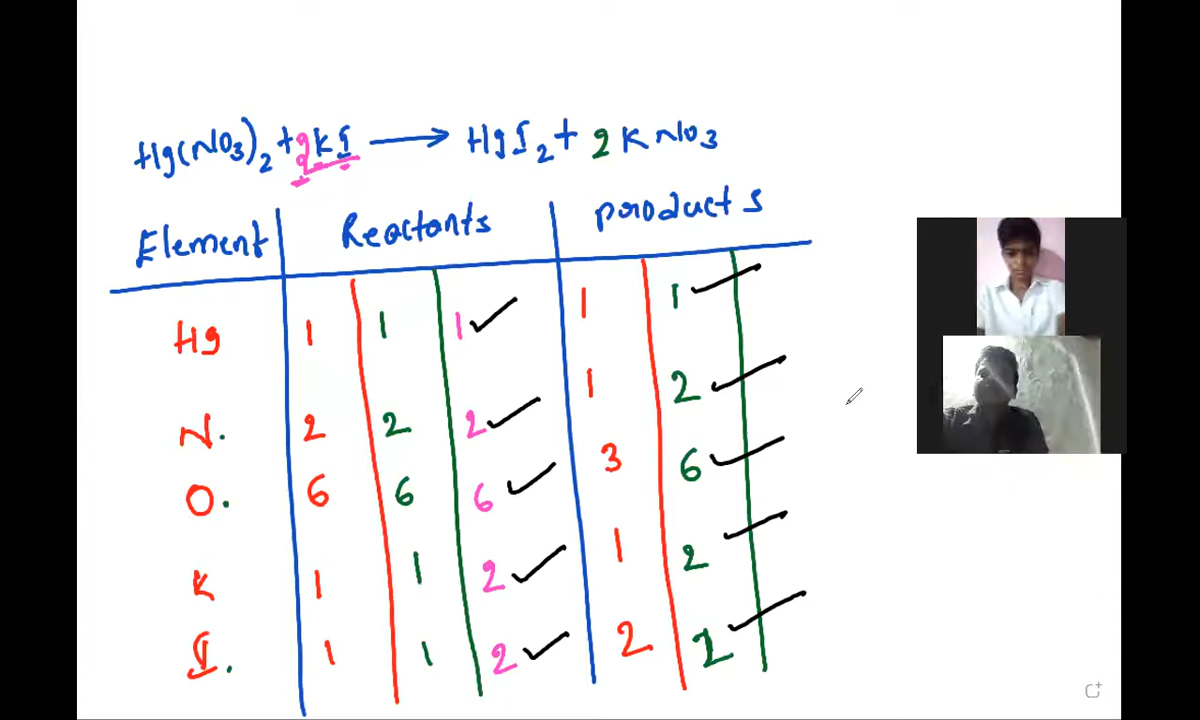 Hg(NO3)2 + 2KI → HgI2 + 2KNO3
Element Reactants products
Hg 1 1 1 1 1
N. 2 2 2 1 2
O. 6 6 6 3 6
K 1 1 2 1 2
I. 1 1 2 2 2